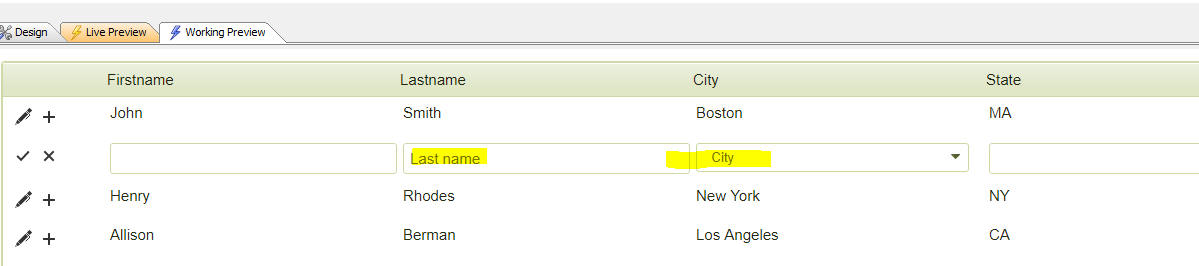 Design Live Preview Working Preview
Firstname Lastname City State
John Smith Boston MA
Last name City
Henry Rhodes New York NY
Allison Berman Los Angeles CA